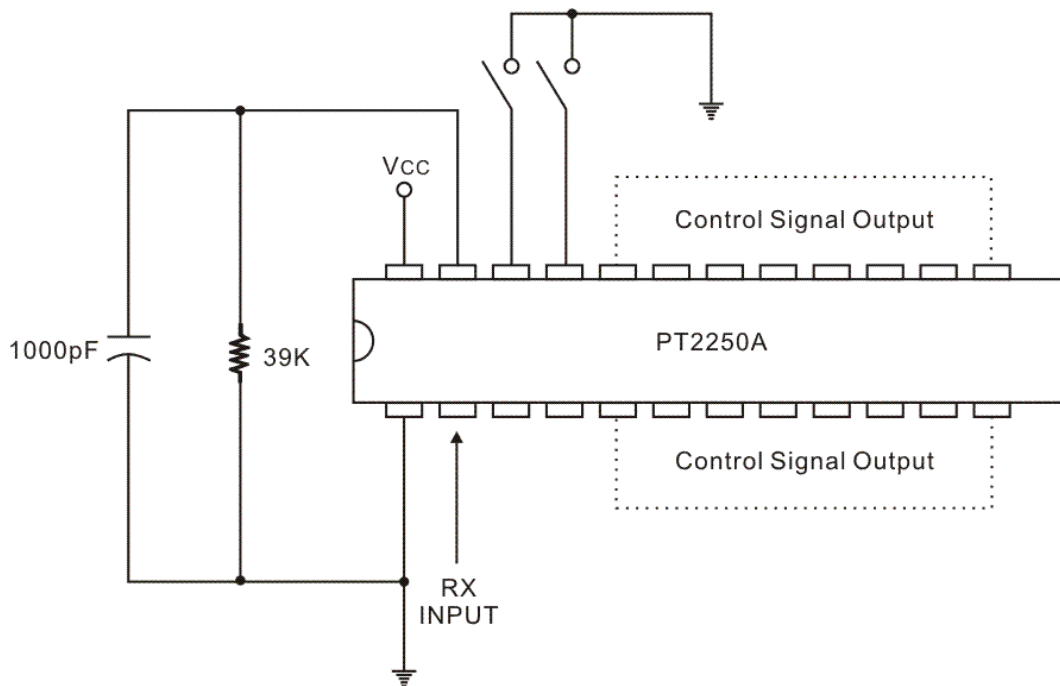 VCC
Control Signal Output
PT2250A
1000pF
39K
Control Signal Output
RX
INPUT